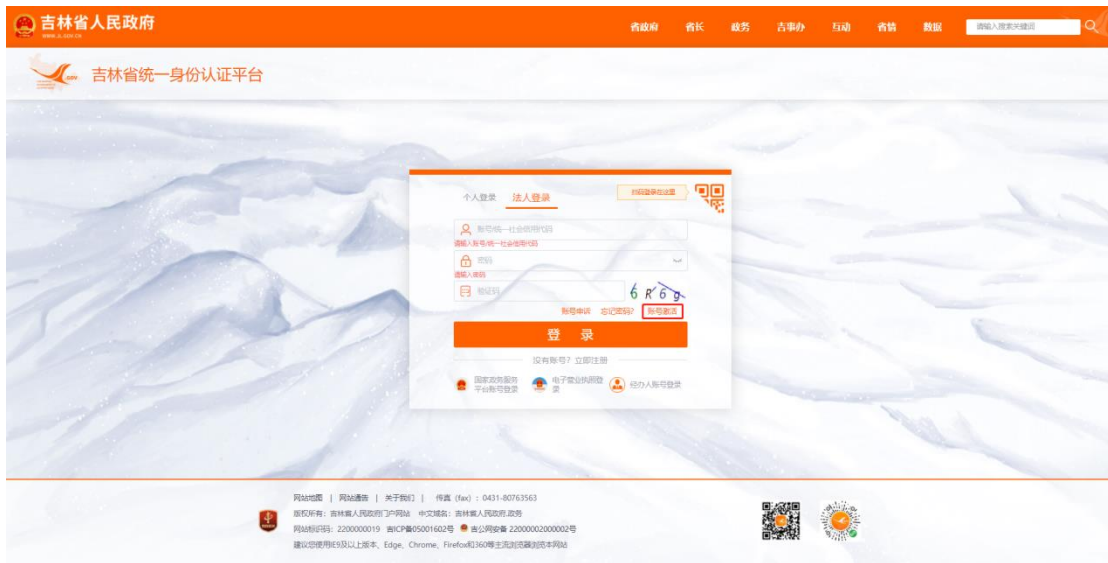 吉林省人民政府
WWW.JL.GOV.CN
省政府 省长 政务 吉事办 互动 省情 数据 请输入搜索关键词
吉林省统一身份认证平台
个人登录 法人登录 扫码登录在这里
账号/统一社会信用代码
请输入账号/统一社会信用代码
密码
请输入密码
验证码 6 R 6 g
账号申诉 忘记密码? 账号激活
登 录
没有账号? 立即注册
国家政务服务平台账号登录 电子营业执照登录 经办人账号登录
网站地图 | 网站通告 | 关于我们 | 传真 (fax) : 0431-80763563
版权所有: 吉林省人民政府门户网站 中文域名: 吉林省人民政府.政务
网站标识码: 2200000019 吉ICP备05001602号 吉公网安备 22000002000002号
建议您使用IE9及以上版本、Edge、Chrome、Firefox和360等主流浏览器浏览本网站